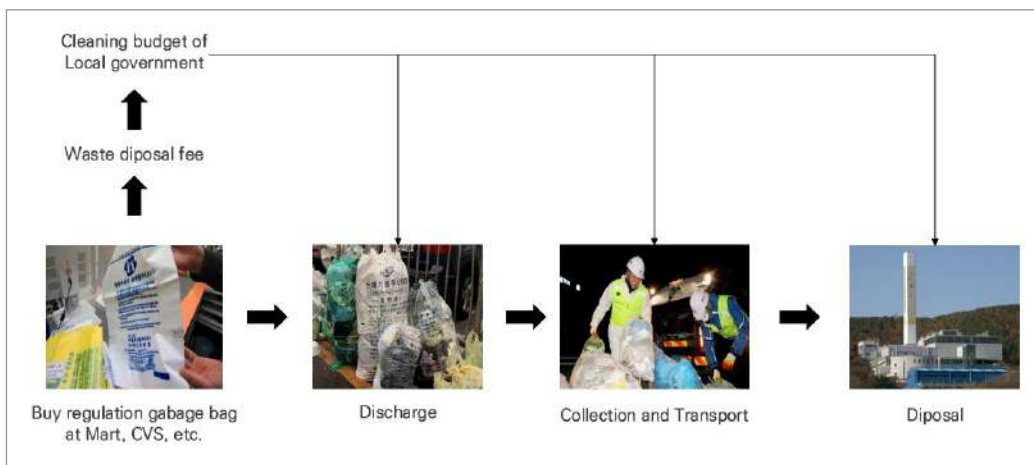 Cleaning budget of
Local government
Waste diposal fee
Buy regulation gabage bag
at Mart, CVS, etc.
Discharge
Collection and Transport
Diposal